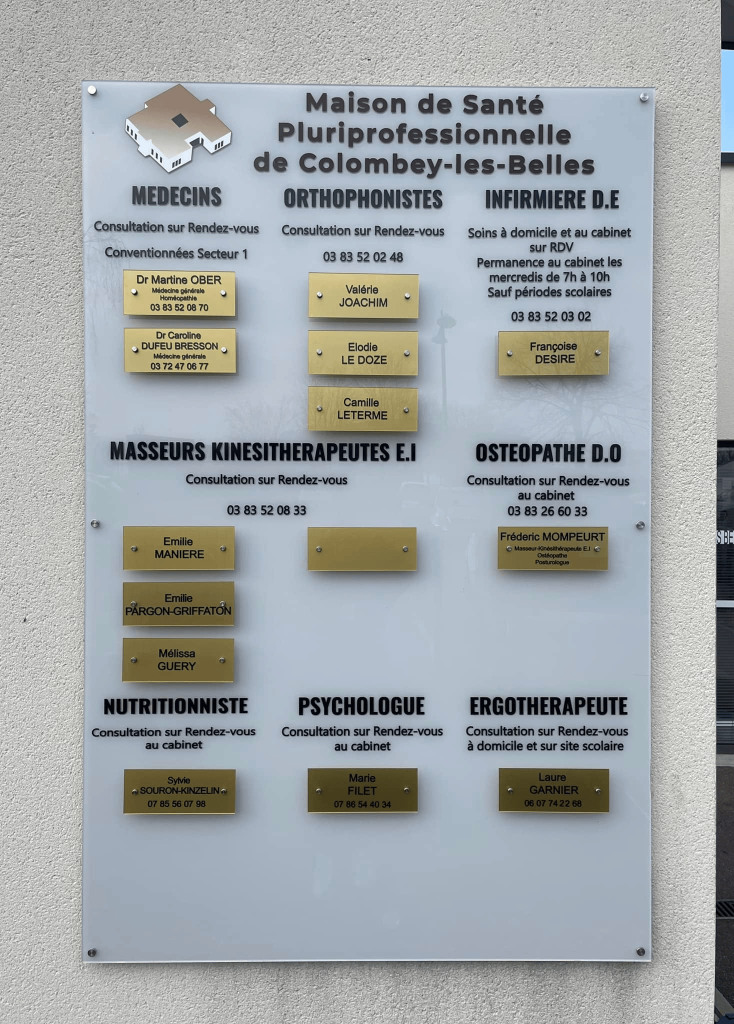 Maison de Santé
Pluriprofessionnelle
de Colombey-les-Belles
MEDECINS
Consultation sur Rendez-vous
Conventionnées Secteur 1
Dr Martine OBER
Médecine générale
Homéopathie
03 83 52 08 70
Dr Caroline
DUFEU BRESSON
Médecine générale
03 72 47 06 77
ORTHOPHONISTES
Consultation sur Rendez-vous
03 83 52 02 48
Valérie
JOACHIM
Elodie
LE DOZE
Camille
LETERME
INFIRMIERE D.E
Soins à domicile et au cabinet
sur RDV
Permanence au cabinet les
mercredis de 7h à 10h
Sauf périodes scolaires
03 83 52 03 02
Françoise
DESIRE
MASSEURS KINESITHERAPEUTES E.I
Consultation sur Rendez-vous
03 83 52 08 33
Emilie
MANIERE
Emilie
PARGON-GRIFFATON
Mélissa
GUERY
OSTEOPATHE D.O
Consultation sur Rendez-vous
au cabinet
03 83 26 60 33
Fréderic MOMPEURT
Masseur-Kinésithérapeute E.I
Ostéopathe
Posturologue
NUTRITIONNISTE
Consultation sur Rendez-vous
au cabinet
Sylvie
SOURON-KINZELIN
07 85 56 07 98
PSYCHOLOGUE
Consultation sur Rendez-vous
au cabinet
Marie
FILET
07 86 54 40 34
ERGOTHERAPEUTE
Consultation sur Rendez-vous
à domicile et sur site scolaire
Laure
GARNIER
06 07 74 22 68